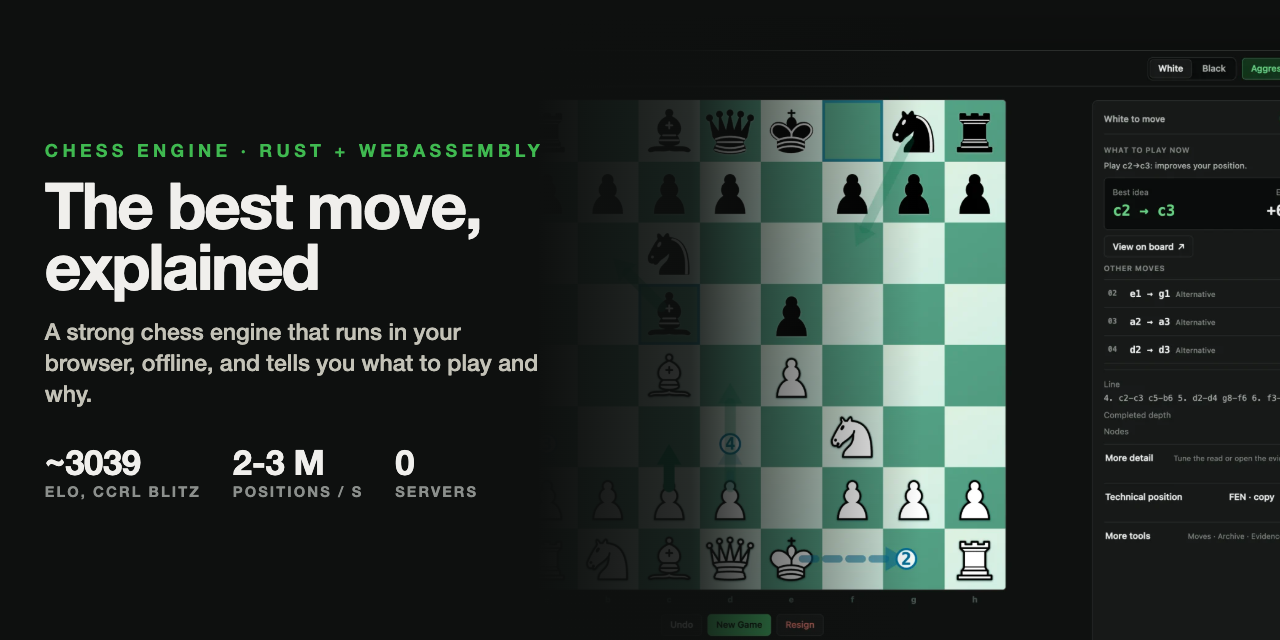 White Black
CHESS ENGINE · RUST + WEBASSEMBLY
The best move,
explained
A strong chess engine that runs in your
browser, offline, and tells you what to play and
why.
~3039 2-3 M 0
ELO, CCRL BLITZ POSITIONS / S SERVERS
4
2
d e f g h
Undo New Game Resign
White to move
WHAT TO PLAY NOW
Play c2→c3: improves your position.
Best idea
c2 → c3
View on board ↗
OTHER MOVES
02 e1 → g1 Alternative
03 a2 → a3 Alternative
04 d2 → d3 Alternative
Line
4. c2-c3 c5-b6 5. d2-d4 g8-f6 6.
Completed depth
Nodes
More detail Tune the read or open the
Technical position FEN · copy
More tools Moves · Archive ·